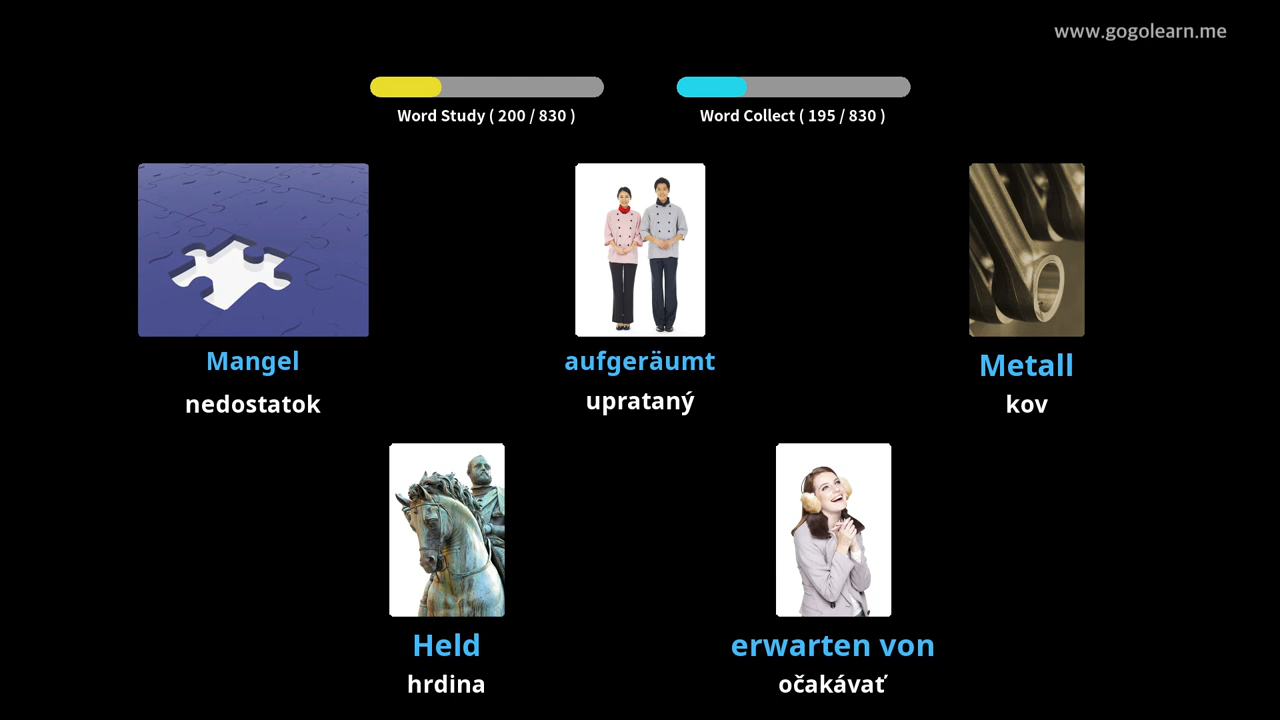 www.gogolearn.me
Word Study ( 200 / 830 )
Word Collect ( 195 / 830 )
Mangel
nedostatok
aufgeräumt
uprataný
Metall
kov
Held
hrdina
erwarten von
očakávať